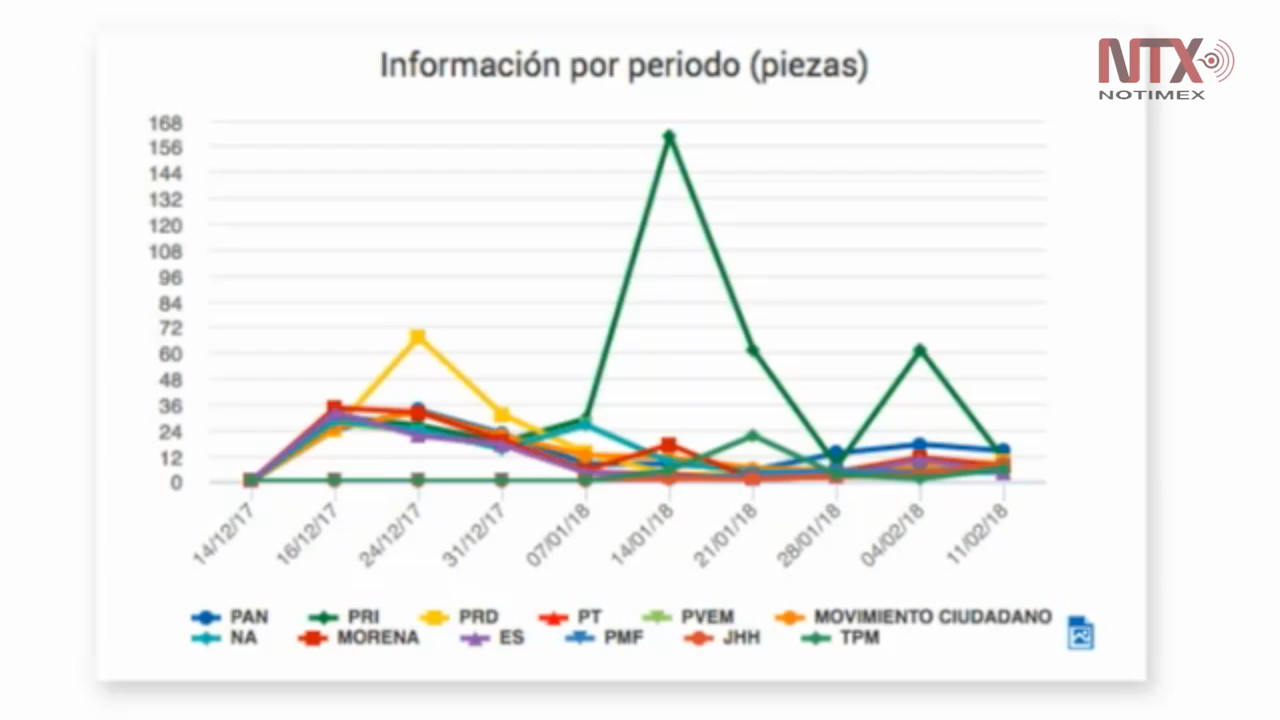 Información por periodo (piezas)
NTX
NOTIMEX
168
156
144
132
120
108
96
84
72
60
48
36
24
12
0
14/12/17 16/12/17 24/12/17 31/12/17 07/01/18 14/01/18 21/01/18 28/01/18 04/02/18 11/02/18
PAN PRI PRD PT PVEM MOVIMIENTO CIUDADANO
NA MORENA ES PMF JHH TPM